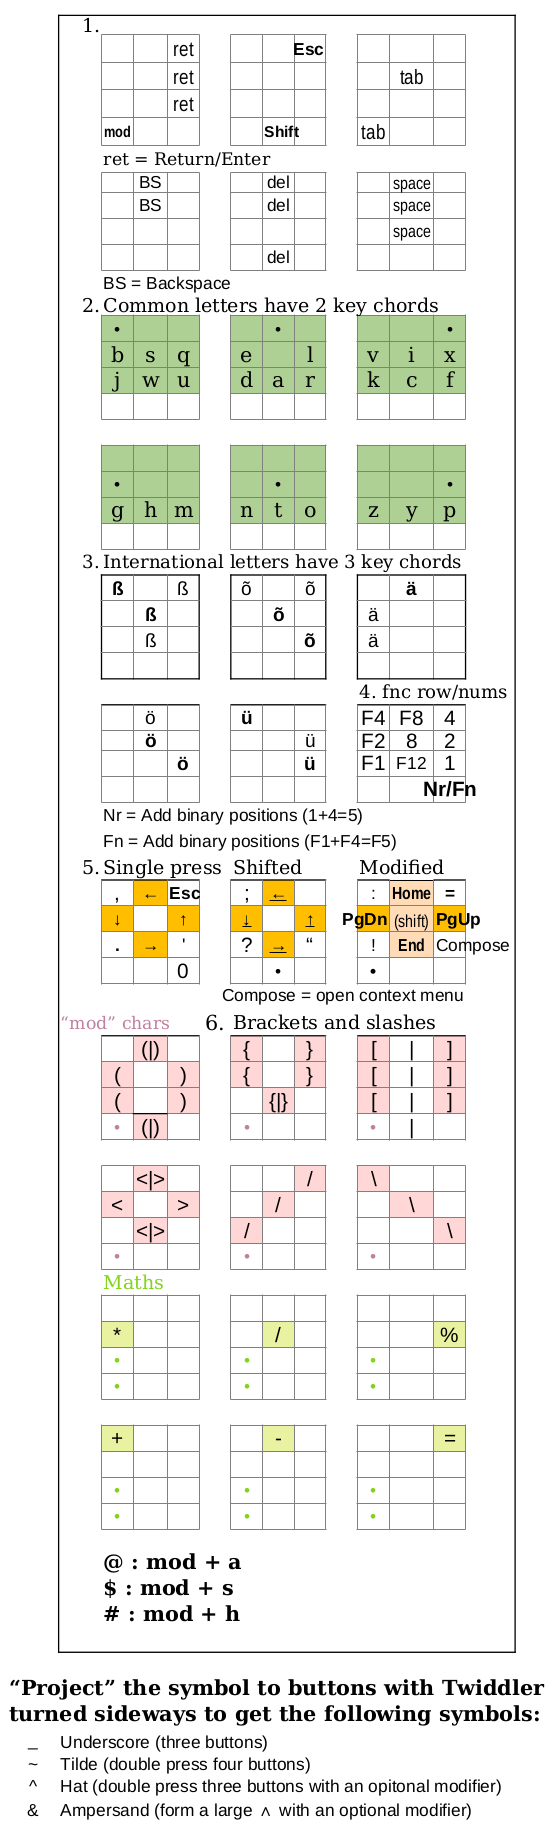 1.
ret Esc
ret tab
ret
mod Shift tab
ret = Return/Enter
BS del space
BS del space
space
del
BS = Backspace
2. Common letters have 2 key chords
• • •
b s q e l v i x
j w u d a r k c f
• • •
g h m n t o z y p
3. International letters have 3 key chords
ß ß õ õ ä
ß õ ä
ß õ ä
4. fnc row/nums
ö ü F4 F8 4
ö ü F2 8 2
ö ü F1 F12 1
Nr/Fn
Nr = Add binary positions (1+4=5)
Fn = Add binary positions (F1+F4=F5)
5. Single press Shifted Modified
, ← Esc ; ← : Home =
↓ ↑ ↓ ↑ PgDn (shift) PgUp
. → ' ? → “ ! End Compose
0 • •
Compose = open context menu
“mod” chars 6. Brackets and slashes
(|) { } [ | ]
( ) { } [ | ]
( ) {|} [ | ]
• (|) • • |
<|> / \
< > / \
<|> / \
• • •
Maths
* / %
• • •
• • •
+ - =
• • •
• • •
@ : mod + a
$ : mod + s
# : mod + h
“Project” the symbol to buttons with Twiddler
turned sideways to get the following symbols:
_ Underscore (three buttons)
~ Tilde (double press four buttons)
^ Hat (double press three buttons with an opitonal modifier)
& Ampersand (form a large ∧ with an optional modifier)